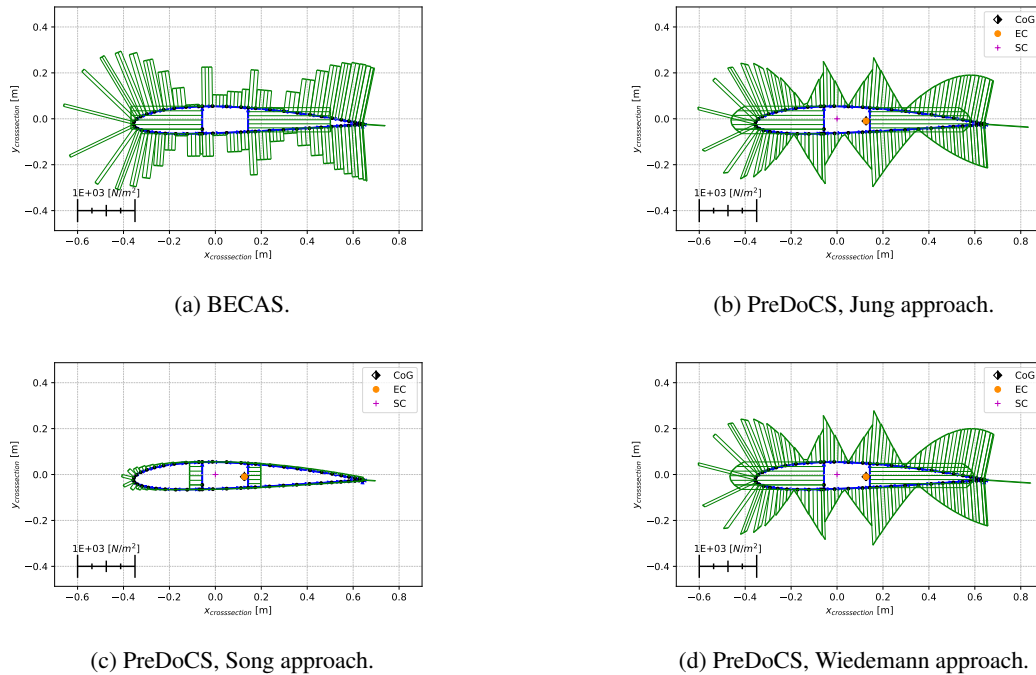 0.4
0.2
0.0
−0.2
−0.4
y_crosssection [m]
1E+03 [N/m²]
−0.6 −0.4 −0.2 0.0 0.2 0.4 0.6 0.8
x_crosssection [m]
(a) BECAS.
CoG
EC
SC
0.4
0.2
0.0
−0.2
−0.4
y_crosssection [m]
1E+03 [N/m²]
−0.6 −0.4 −0.2 0.0 0.2 0.4 0.6 0.8
x_crosssection [m]
(b) PreDoCS, Jung approach.
CoG
EC
SC
0.4
0.2
0.0
−0.2
−0.4
y_crosssection [m]
1E+03 [N/m²]
−0.6 −0.4 −0.2 0.0 0.2 0.4 0.6 0.8
x_crosssection [m]
(c) PreDoCS, Song approach.
CoG
EC
SC
0.4
0.2
0.0
−0.2
−0.4
y_crosssection [m]
1E+03 [N/m²]
−0.6 −0.4 −0.2 0.0 0.2 0.4 0.6 0.8
x_crosssection [m]
(d) PreDoCS, Wiedemann approach.